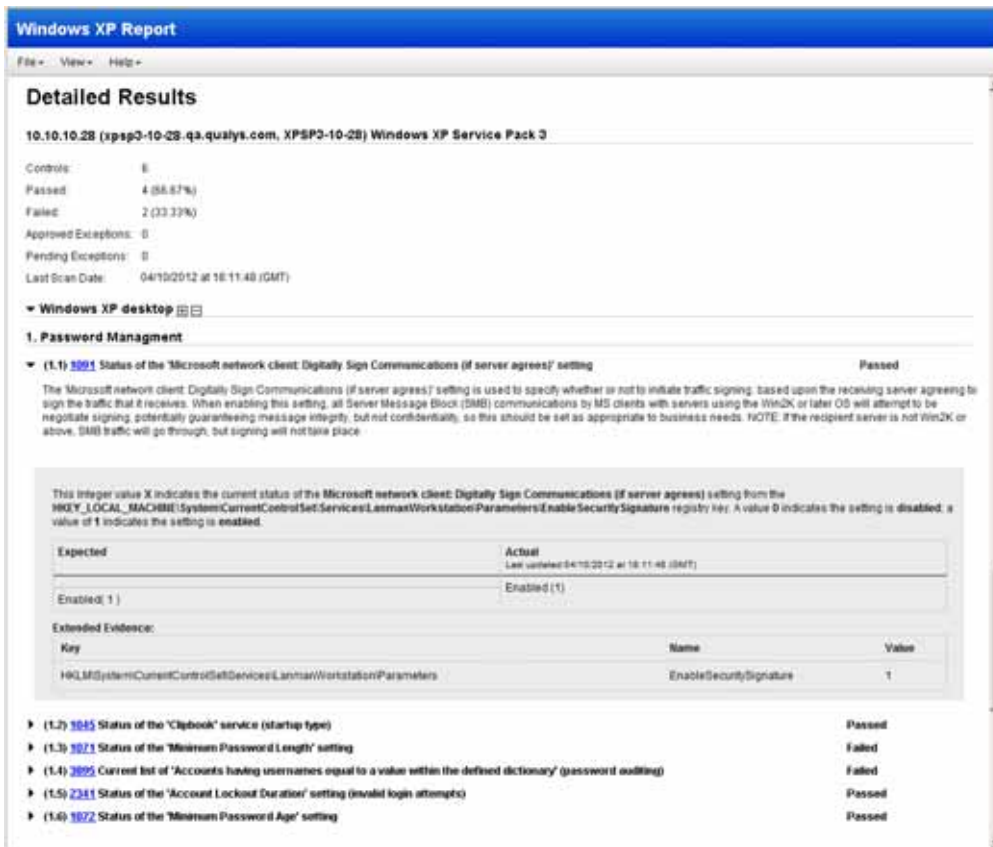 Windows XP Report
File View Help
Detailed Results
10.10.10.28 (xpsp3-10-28.qa.qualys.com, XPSP3-10-28) Windows XP Service Pack 3
Controls: 6
Passed: 4 (66.67%)
Failed: 2 (33.33%)
Approved Exceptions: 0
Pending Exceptions: 0
Last Scan Date: 04/10/2012 at 18:11:48 (GMT)
Windows XP desktop
1. Password Managment
(1.1) 1091 Status of the 'Microsoft network client: Digitally Sign Communications (if server agrees)' setting Passed
The 'Microsoft network client: Digitally Sign Communications (if server agrees)' setting is used to specify whether or not to initiate traffic signing, based upon the receiving server agreeing to
sign the traffic that it receives. When enabling this setting, all Server Message Block (SMB) communications by MS clients with servers using the Win2K or later OS will attempt to be
negotiate signing, potentially guaranteeing message integrity, but not confidentiality, so this should be set as appropriate to business needs. NOTE: If the recipient server is not Win2K or
above, SMB traffic will go through, but signing will not take place.
This Integer value X indicates the current status of the Microsoft network client: Digitally Sign Communications (if server agrees) setting from the
HKEY_LOCAL_MACHINE\System\CurrentControlSet\Services\LanmanWorkstation\Parameters\EnableSecuritySignature registry key. A value 0 indicates the setting is disabled; a
value of 1 indicates the setting is enabled.
Expected Actual
Last updated:04/10/2012 at 18:11:48 (GMT)
Enabled (1)
Enabled( 1 )
Extended Evidence:
Key Name Value
HKLM\System\CurrentControlSet\Services\LanmanWorkstation\Parameters EnableSecuritySignature 1
(1.2) 1045 Status of the 'Clipbook' service (startup type) Passed
(1.3) 1071 Status of the 'Minimum Password Length' setting Failed
(1.4) 3895 Current list of 'Accounts having usernames equal to a value within the defined dictionary' (password auditing) Failed
(1.5) 2341 Status of the 'Account Lockout Duration' setting (invalid login attempts) Passed
(1.6) 1072 Status of the 'Minimum Password Age' setting Passed